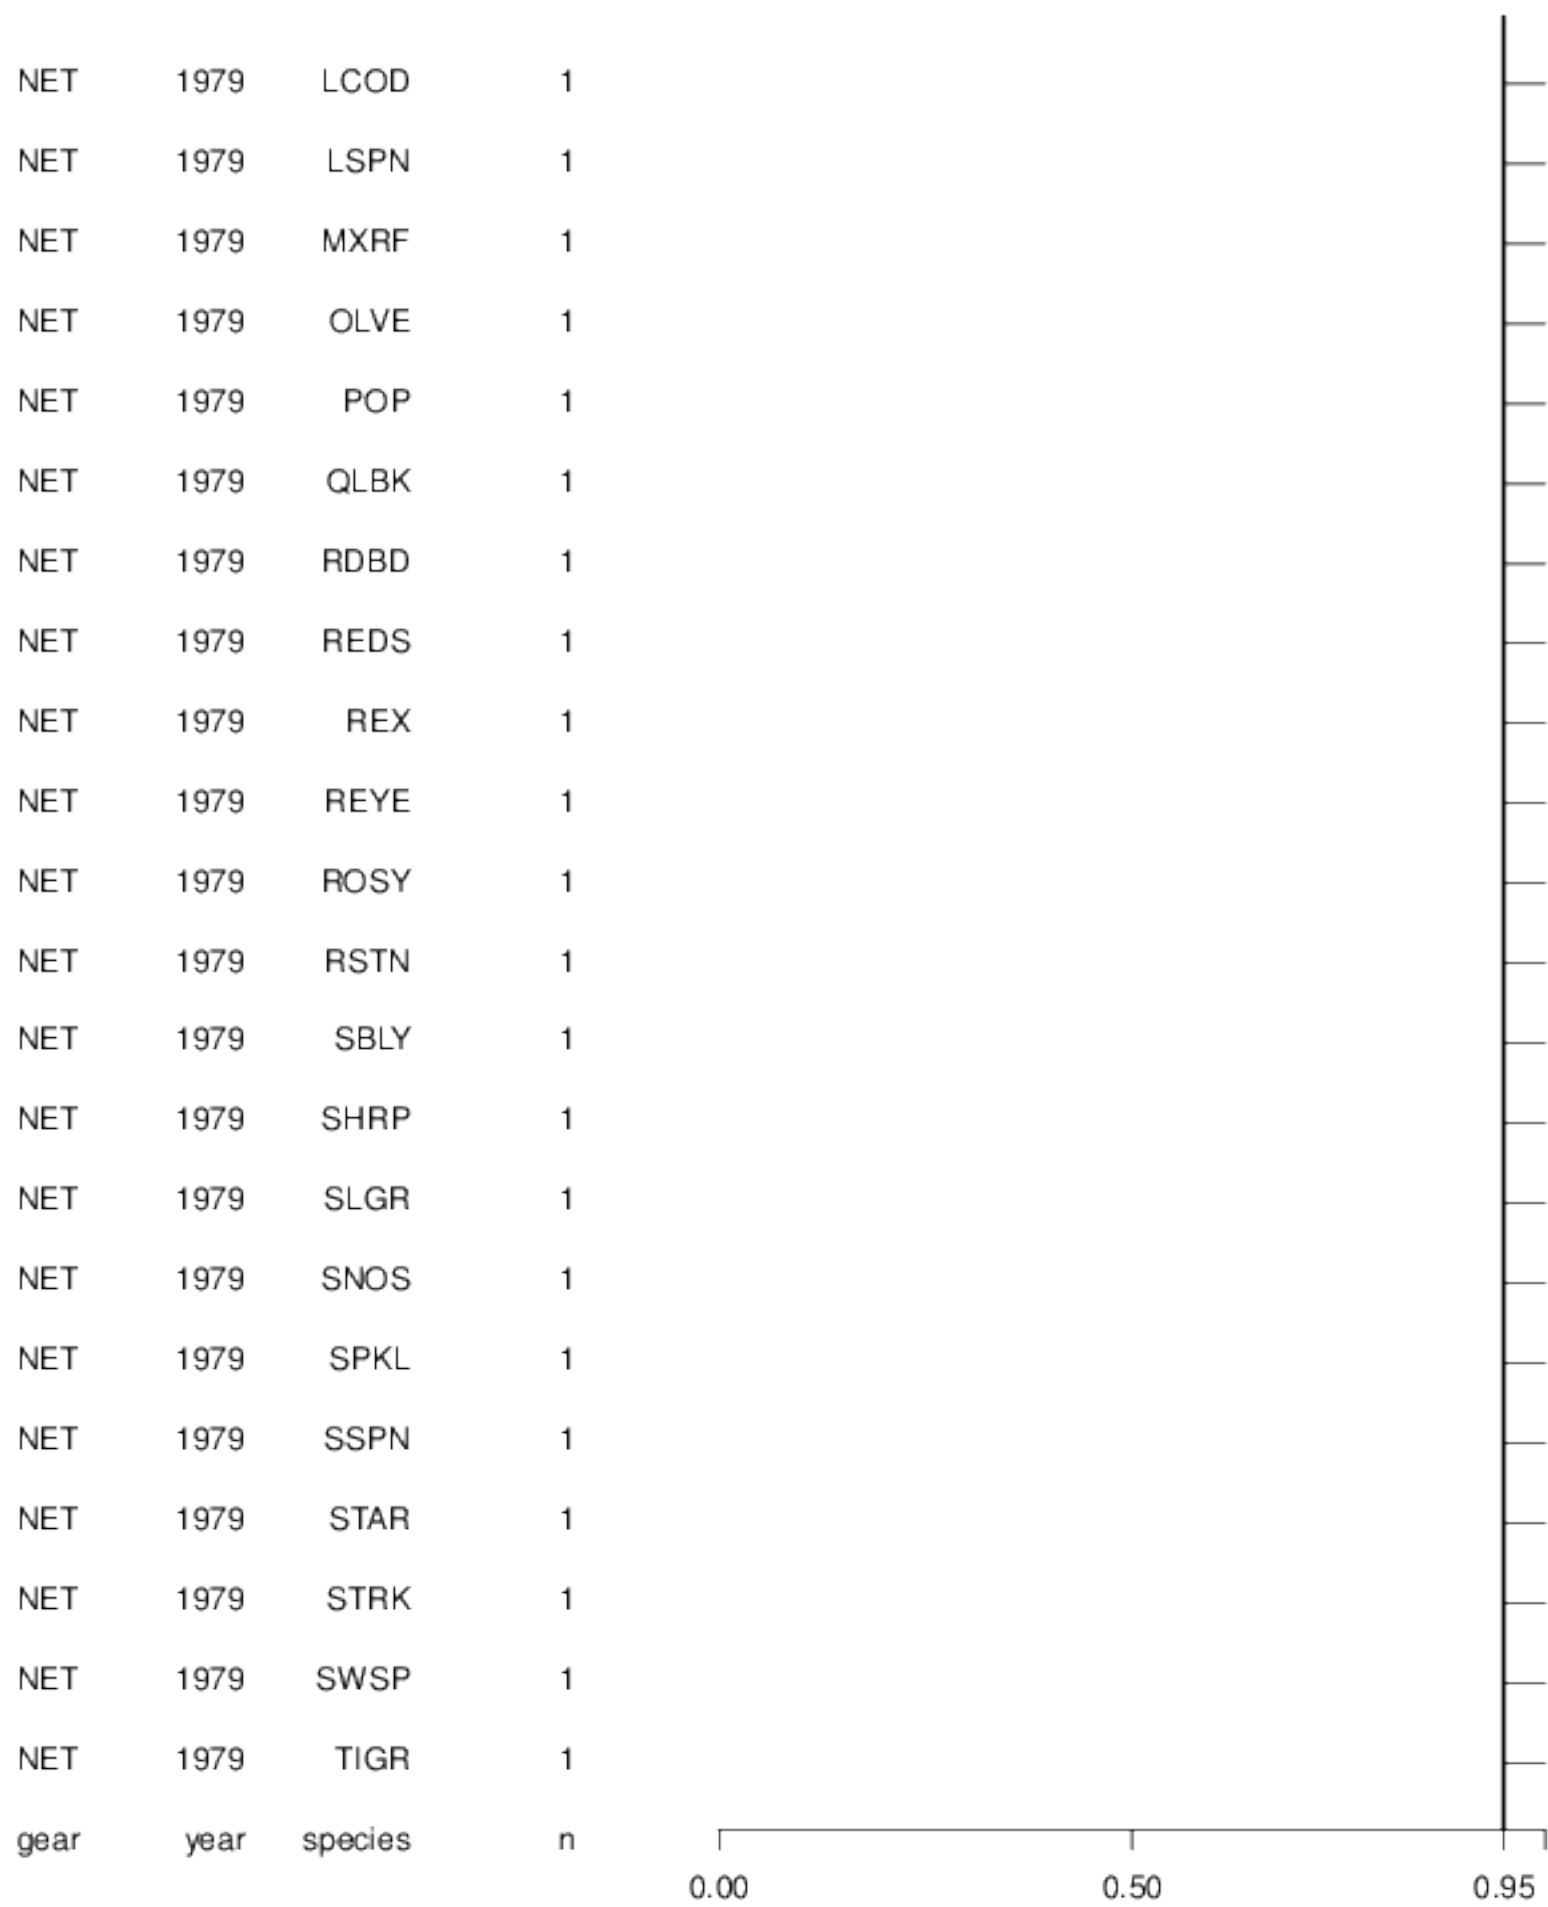 NET 1979 LCOD 1
NET 1979 LSPN 1
NET 1979 MXRF 1
NET 1979 OLVE 1
NET 1979 POP 1
NET 1979 QLBK 1
NET 1979 RDBD 1
NET 1979 REDS 1
NET 1979 REX 1
NET 1979 REYE 1
NET 1979 ROSY 1
NET 1979 RSTN 1
NET 1979 SBLY 1
NET 1979 SHRP 1
NET 1979 SLGR 1
NET 1979 SNOS 1
NET 1979 SPKL 1
NET 1979 SSPN 1
NET 1979 STAR 1
NET 1979 STRK 1
NET 1979 SWSP 1
NET 1979 TIGR 1
gear year species n
0.00 0.50 0.95